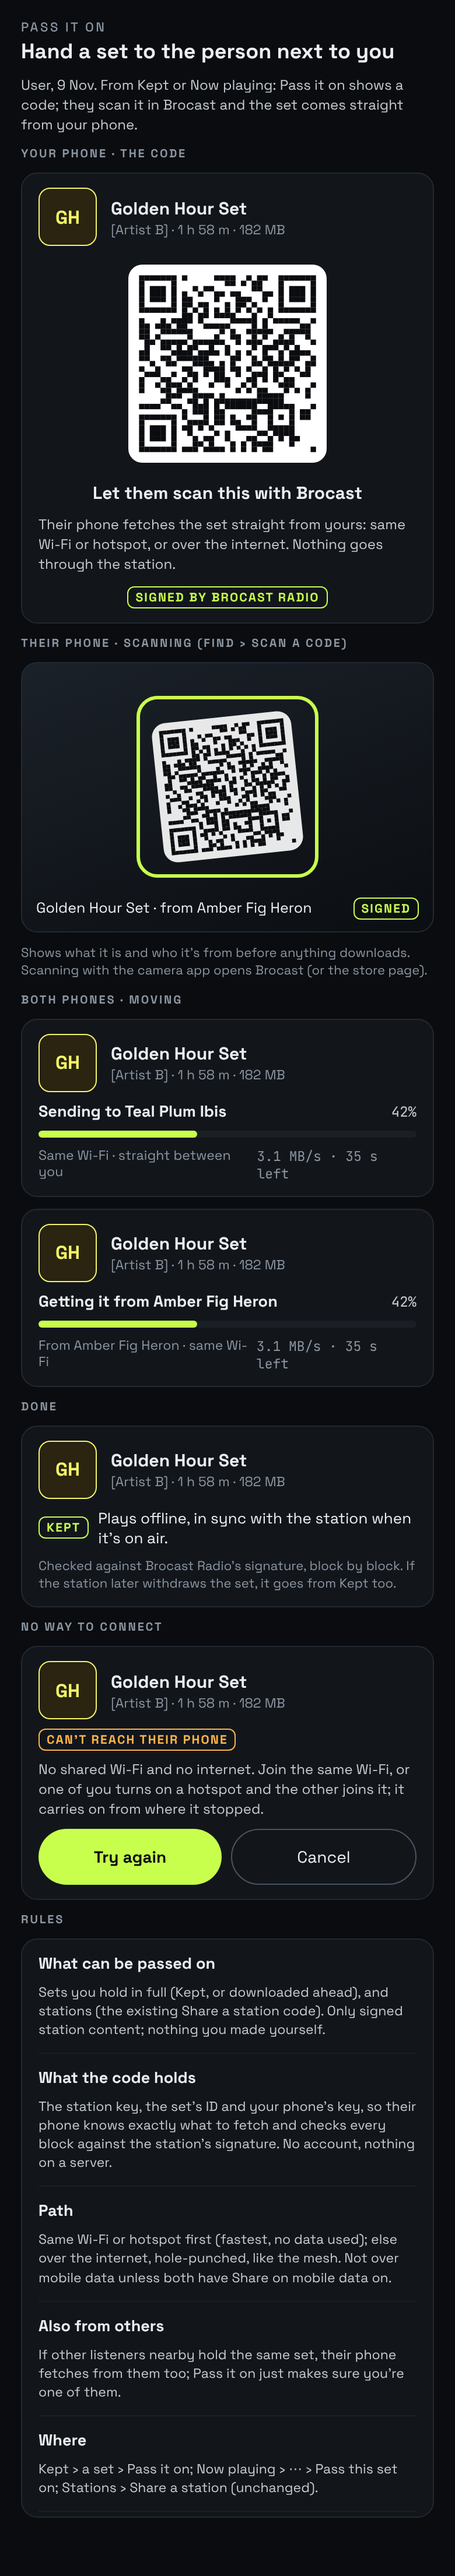 PASS IT ON
Hand a set to the person next to you
User, 9 Nov. From Kept or Now playing: Pass it on shows a
code; they scan it in Brocast and the set comes straight
from your phone.
YOUR PHONE · THE CODE
GH
Golden Hour Set
[Artist B] · 1 h 58 m · 182 MB
Let them scan this with Brocast
Their phone fetches the set straight from yours: same
Wi-Fi or hotspot, or over the internet. Nothing goes
through the station.
SIGNED BY BROCAST RADIO
THEIR PHONE · SCANNING (FIND > SCAN A CODE)
Golden Hour Set · from Amber Fig Heron
SIGNED
Shows what it is and who it's from before anything downloads.
Scanning with the camera app opens Brocast (or the store page).
BOTH PHONES · MOVING
GH
Golden Hour Set
[Artist B] · 1 h 58 m · 182 MB
Sending to Teal Plum Ibis 42%
Same Wi-Fi · straight between
you
3.1 MB/s · 35 s
left
GH
Golden Hour Set
[Artist B] · 1 h 58 m · 182 MB
Getting it from Amber Fig Heron 42%
From Amber Fig Heron · same Wi-
Fi
3.1 MB/s · 35 s
left
DONE
GH
Golden Hour Set
[Artist B] · 1 h 58 m · 182 MB
KEPT
Plays offline, in sync with the station when
it's on air.
Checked against Brocast Radio's signature, block by block. If
the station later withdraws the set, it goes from Kept too.
NO WAY TO CONNECT
GH
Golden Hour Set
[Artist B] · 1 h 58 m · 182 MB
CAN'T REACH THEIR PHONE
No shared Wi-Fi and no internet. Join the same Wi-Fi, or
one of you turns on a hotspot and the other joins it; it
carries on from where it stopped.
Try again
Cancel
RULES
What can be passed on
Sets you hold in full (Kept, or downloaded ahead), and
stations (the existing Share a station code). Only signed
station content; nothing you made yourself.
What the code holds
The station key, the set's ID and your phone's key, so their
phone knows exactly what to fetch and checks every
block against the station's signature. No account, nothing
on a server.
Path
Same Wi-Fi or hotspot first (fastest, no data used); else
over the internet, hole-punched, like the mesh. Not over
mobile data unless both have Share on mobile data on.
Also from others
If other listeners nearby hold the same set, their phone
fetches from them too; Pass it on just makes sure you're
one of them.
Where
Kept > a set > Pass it on; Now playing > ··· > Pass this set
on; Stations > Share a station (unchanged).